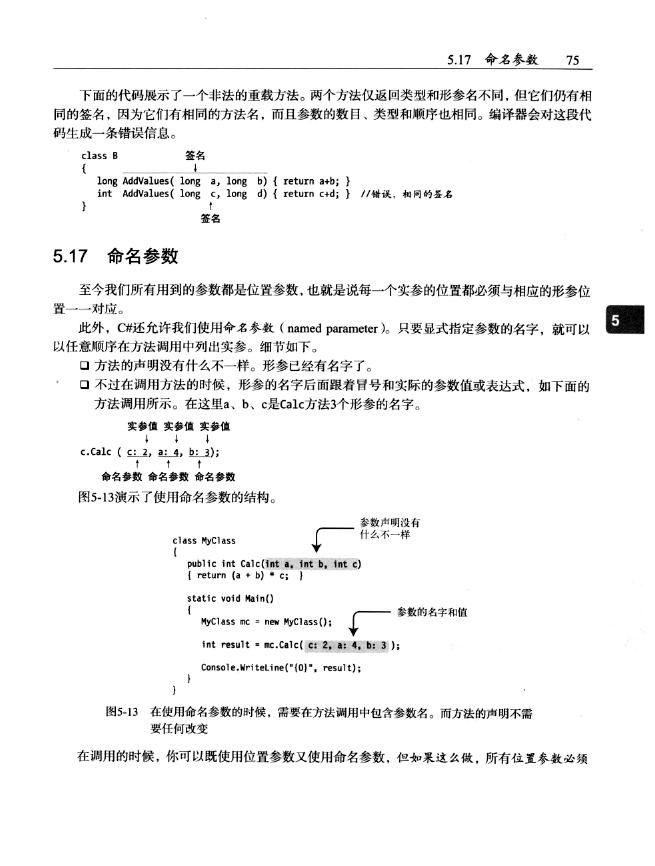 5.17 命名参数 75
下面的代码展示了一个非法的重载方法。两个方法仅返回类型和形参名不同，但它们仍有相
同的签名，因为它们有相同的方法名，而且参数的数目、类型和顺序也相同。编译器会对这段代
码生成一条错误信息。
class B 签名
{ ↓
long AddValues( long a, long b) { return a+b; }
int AddValues( long c, long d) { return c+d; } //错误，相同的签名
} ↑
签名
5.17 命名参数
至今我们所有用到的参数都是位置参数，也就是说每一个实参的位置都必须与相应的形参位
置一一对应。
此外，C#还允许我们使用命名参数（named parameter）。只要显式指定参数的名字，就可以
以任意顺序在方法调用中列出实参。细节如下。
5
❑ 方法的声明没有什么不一样。形参已经有名字了。
❑ 不过在调用方法的时候，形参的名字后面跟着冒号和实际的参数值或表达式，如下面的
方法调用所示。在这里a、b、c是Calc方法3个形参的名字。
实参值 实参值 实参值
↓ ↓ ↓
c.Calc ( c: 2, a: 4, b: 3);
↑ ↑ ↑
命名参数 命名参数 命名参数
图5-13演示了使用命名参数的结构。
参数声明没有
什么不一样
class MyClass
{
public int Calc(int a, int b, int c)
{ return (a + b) * c; }
static void Main()
{
参数的名字和值
MyClass mc = new MyClass();
int result = mc.Calc( c: 2, a: 4, b: 3 );
Console.WriteLine("{0}", result);
}
}
图5-13 在使用命名参数的时候，需要在方法调用中包含参数名。而方法的声明不需
要任何改变
在调用的时候，你可以既使用位置参数又使用命名参数，但如果这么做，所有位置参数必须